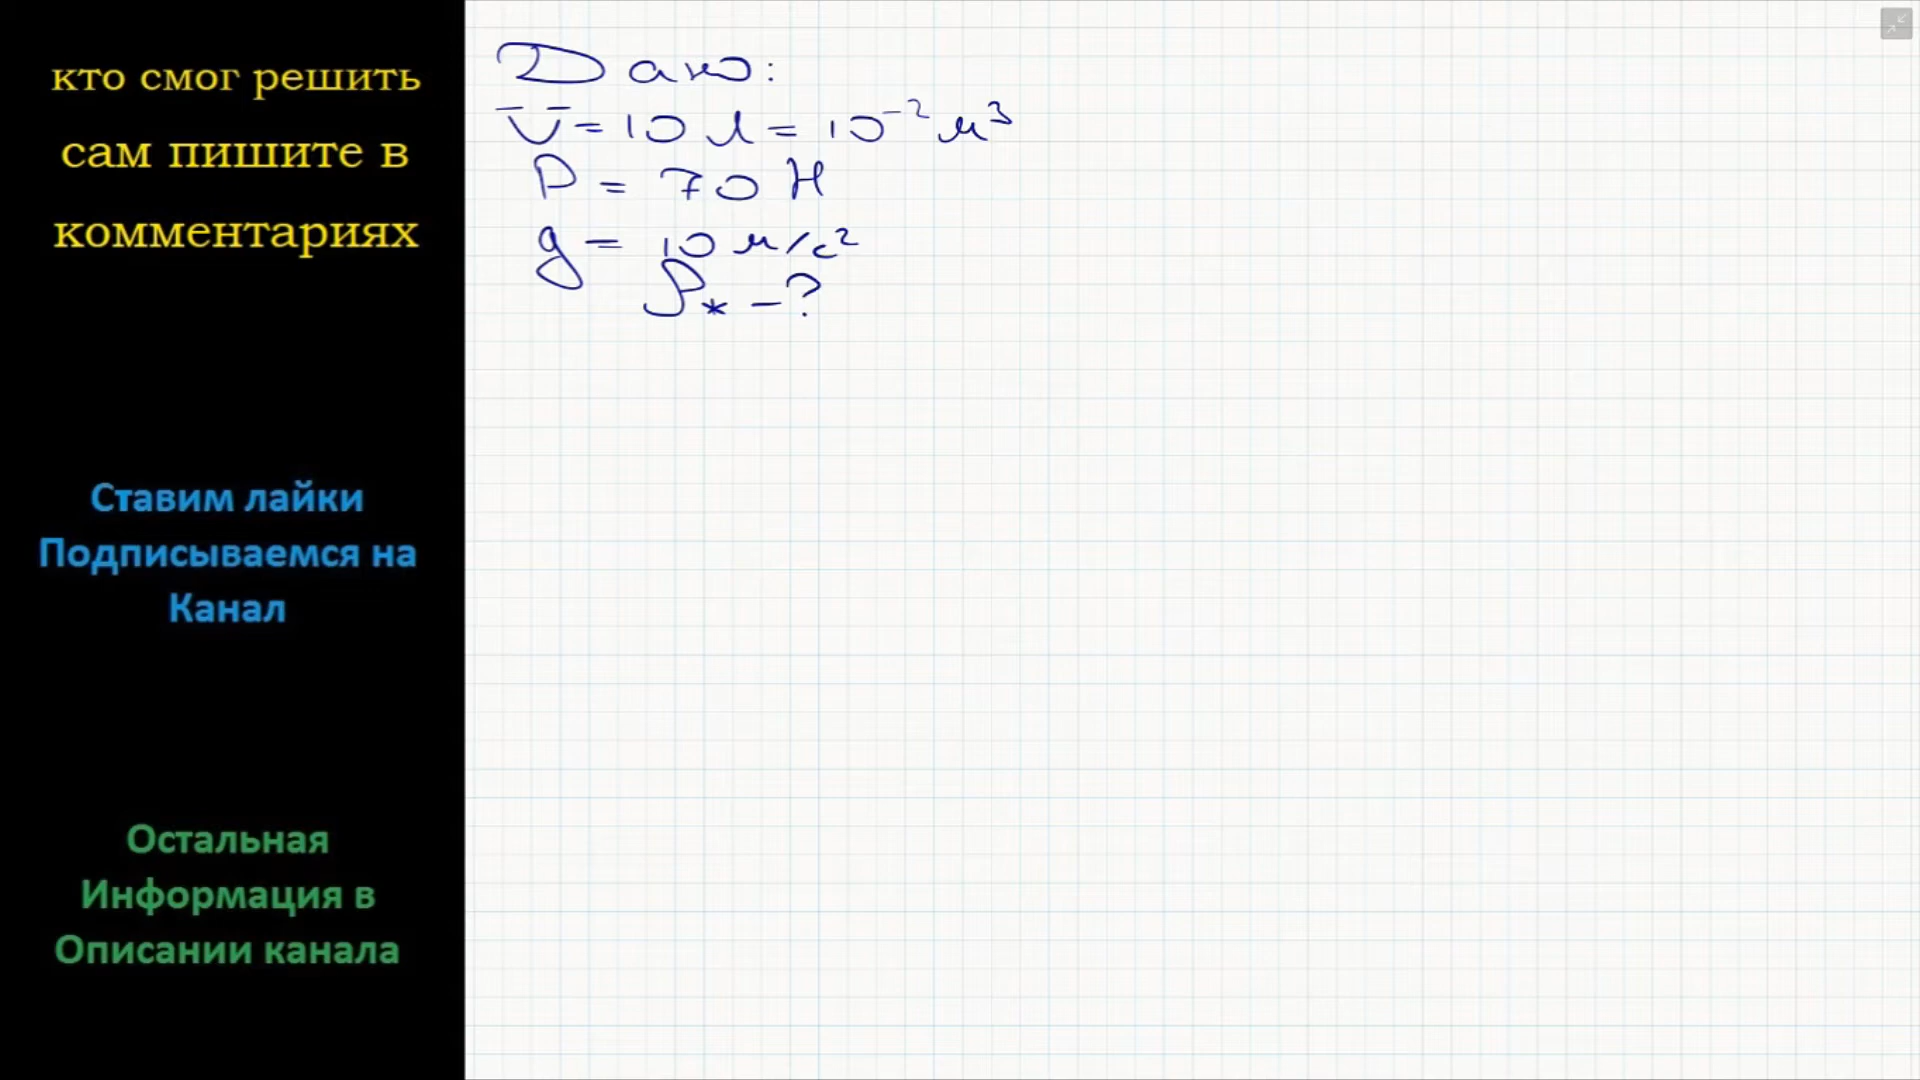 кто смог решить
сам пишите в
комментариях
Ставим лайки
Подписываемся на
Канал
Остальная
Информация в
Описании канала
Дано:
V = 10 л = 10⁻² м³
P = 70 Н
g = 10 м/с²
ρ* - ?